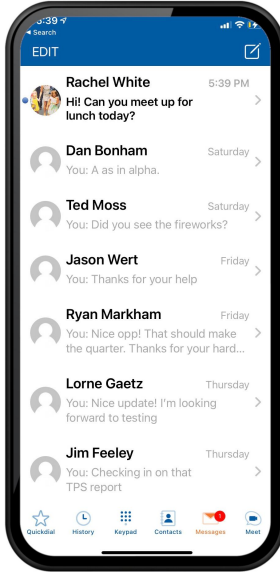 5:39
◀ Search
EDIT
Rachel White
5:39 PM
Hi! Can you meet up for
lunch today?
Dan Bonham
Saturday
You: A as in alpha.
Ted Moss
Saturday
You: Did you see the fireworks?
Jason Wert
Friday
You: Thanks for your help
Ryan Markham
Friday
You: Nice opp! That should make
the quarter. Thanks for your hard...
Lorne Gaetz
Thursday
You: Nice update! I'm looking
forward to testing
Jim Feeley
Thursday
You: Checking in on that
TPS report
1
Quickdial
History
Keypad
Contacts
Messages
Meet